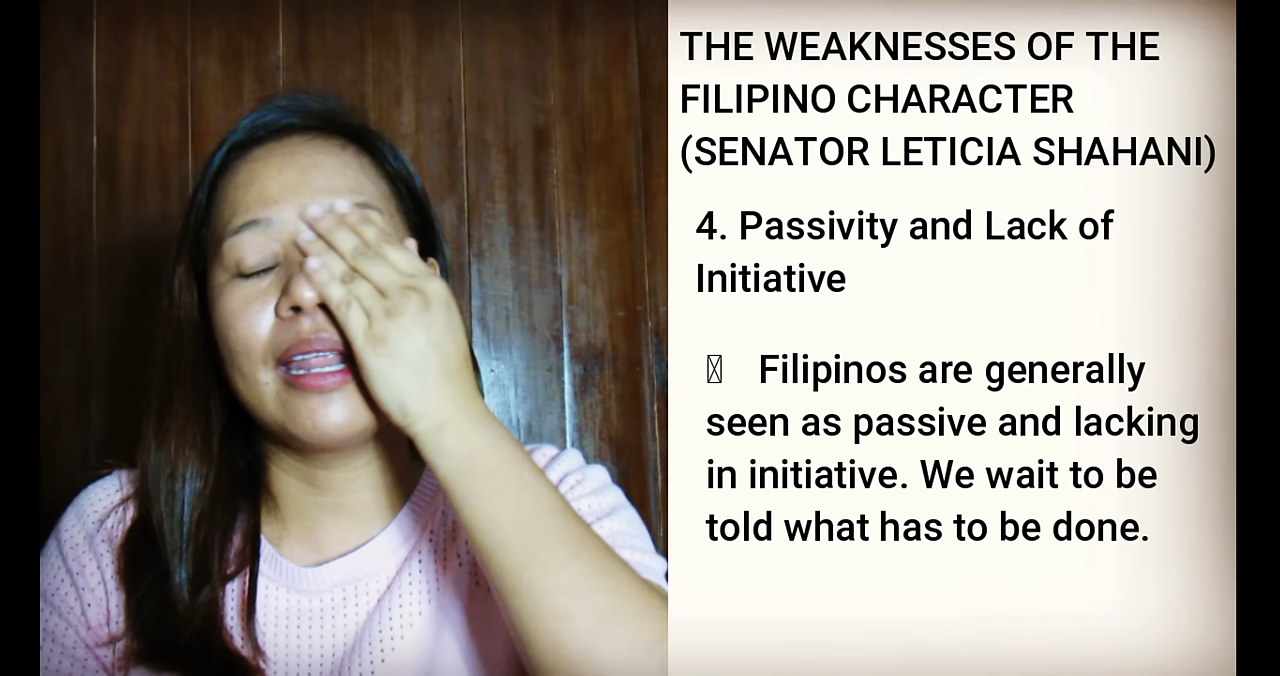 THE WEAKNESSES OF THE
FILIPINO CHARACTER
(SENATOR LETICIA SHAHANI)
4. Passivity and Lack of
Initiative
Filipinos are generally
seen as passive and lacking
in initiative. We wait to be
told what has to be done.